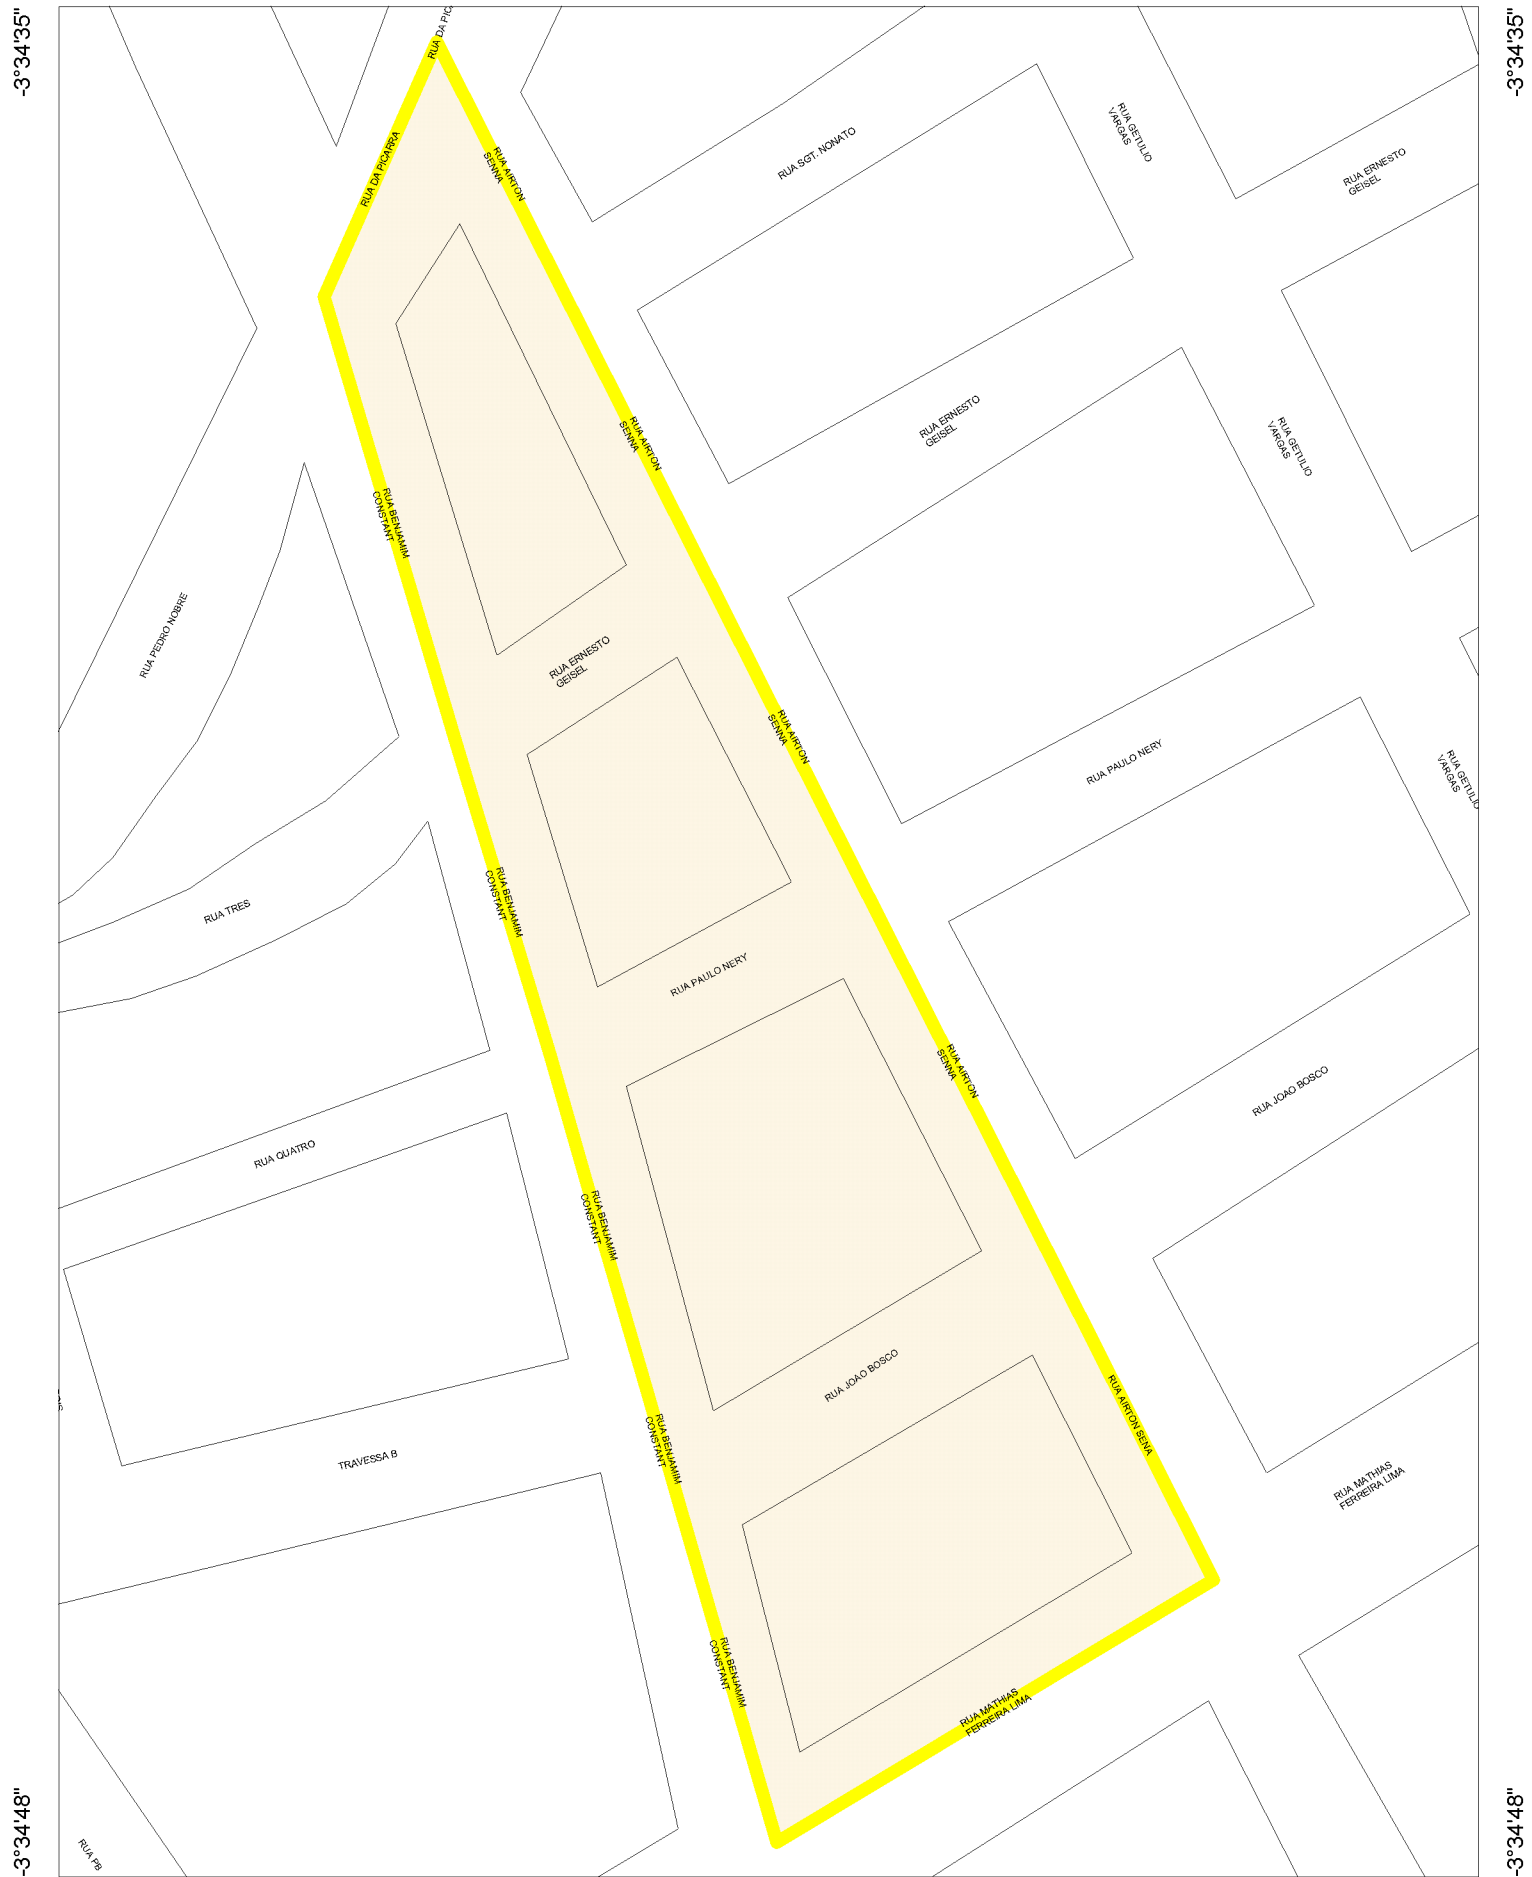 -3°34'35"
-3°34'35"
RUA DA PIC
RUA DA PICARRA
RUA AIRTON
SENNA
RUA SGT. NONATO
RUA GETULIO
VARGAS
RUA ERNESTO
GEISEL
RUA AIRTON
SENNA
RUA ERNESTO
GEISEL
RUA GETULIO
VARGAS
RUA BENJAMIM
CONSTANT
RUA PEDRO NOBRE
RUA ERNESTO
GEISEL
RUA AIRTON
SENNA
RUA PAULO NERY
RUA GETULIO
VARGAS
RUA TRES
RUA BENJAMIM
CONSTANT
RUA PAULO NERY
RUA AIRTON
SENNA
RUA JOAO BOSCO
RUA QUATRO
RUA BENJAMIM
CONSTANT
RUA JOAO BOSCO
RUA AIRTON SENA
TRAVESSA B
RUA BENJAMIM
CONSTANT
RUA MATHIAS
FERREIRA LIMA
RUA BENJAMIM
CONSTANT
RUA MATHIAS
FERREIRA LIMA
RUA PB
-3°34'48"
-3°34'48"